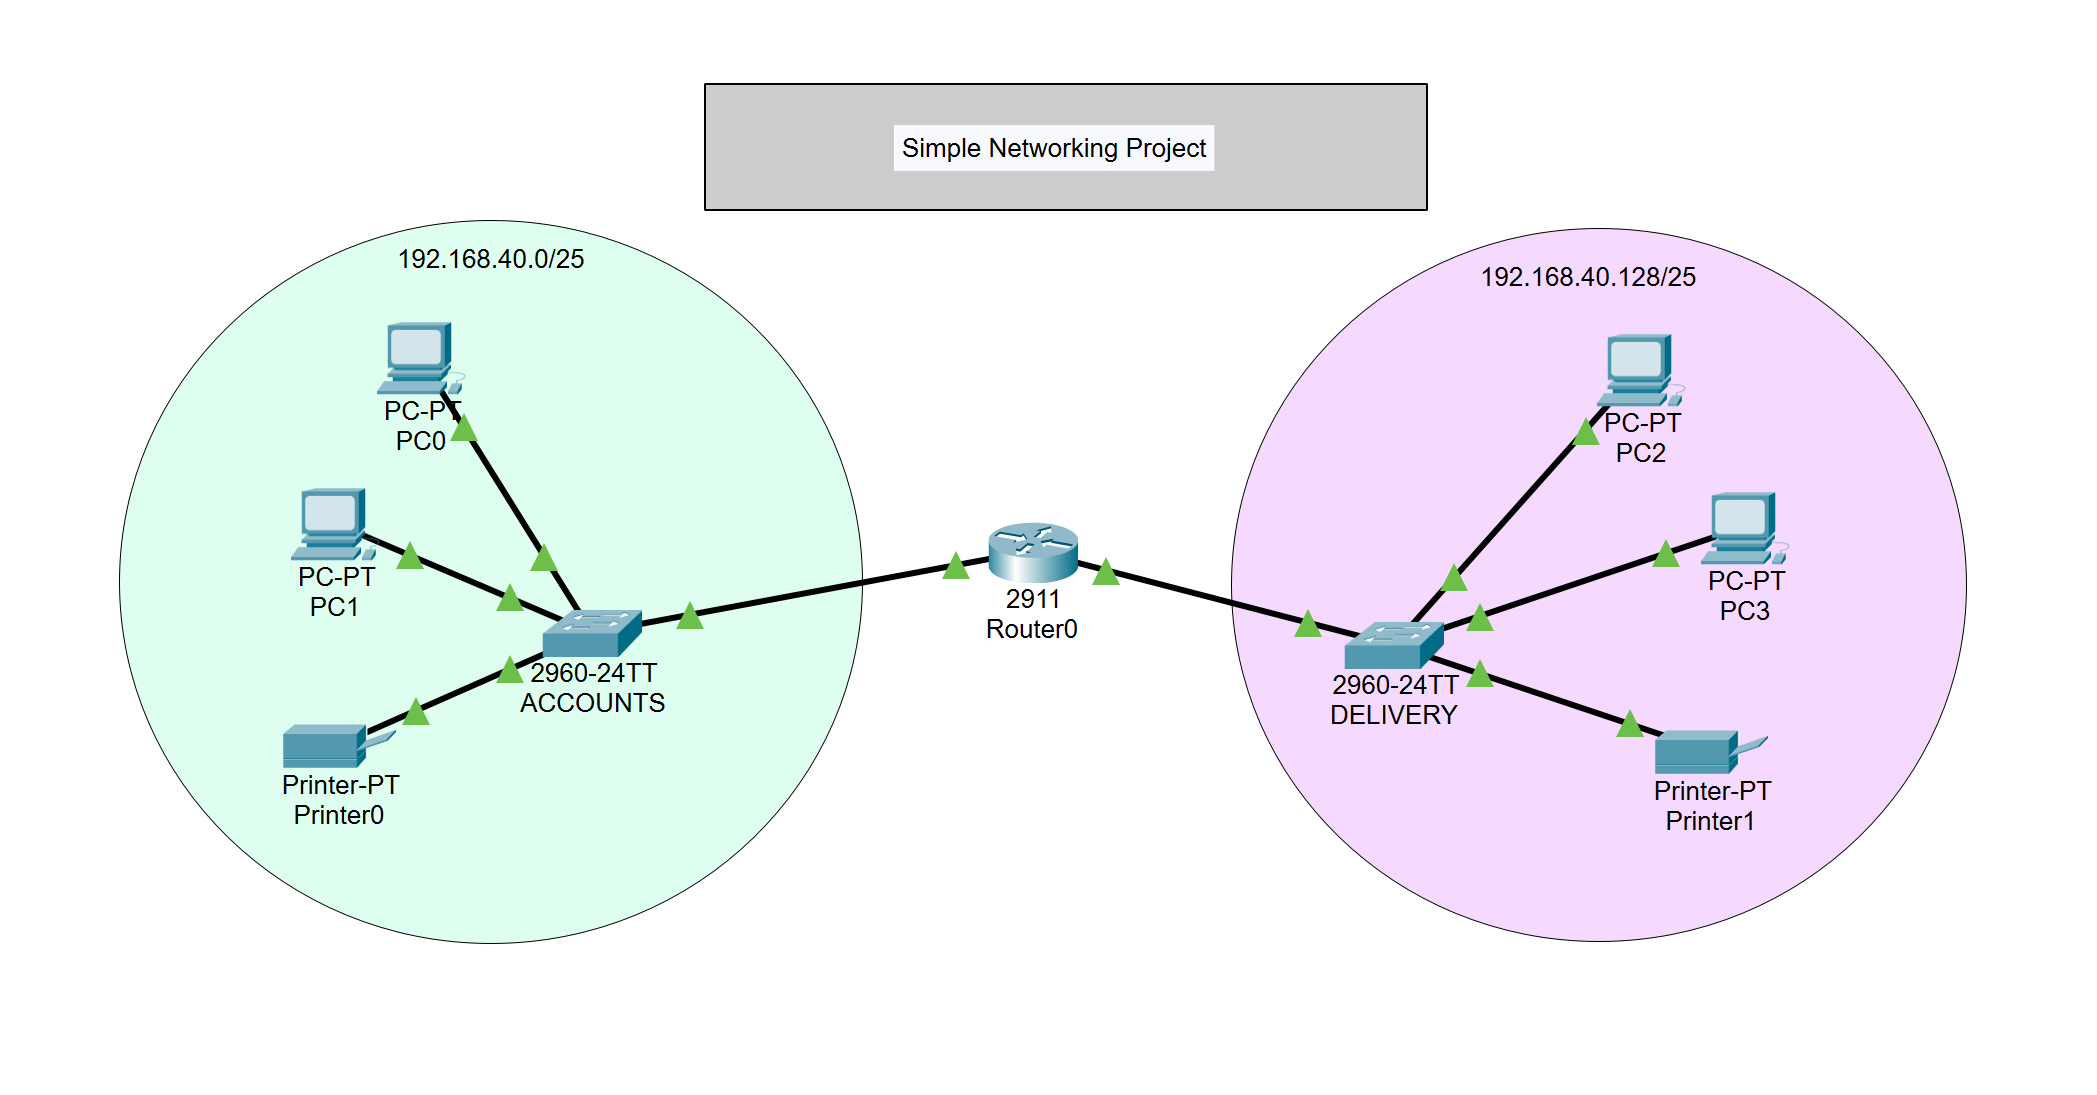 Simple Networking Project
192.168.40.0/25
PC-PT
PC0
PC-PT
PC1
2960-24TT
ACCOUNTS
Printer-PT
Printer0
2911
Router0
192.168.40.128/25
PC-PT
PC2
PC-PT
PC3
2960-24TT
DELIVERY
Printer-PT
Printer1